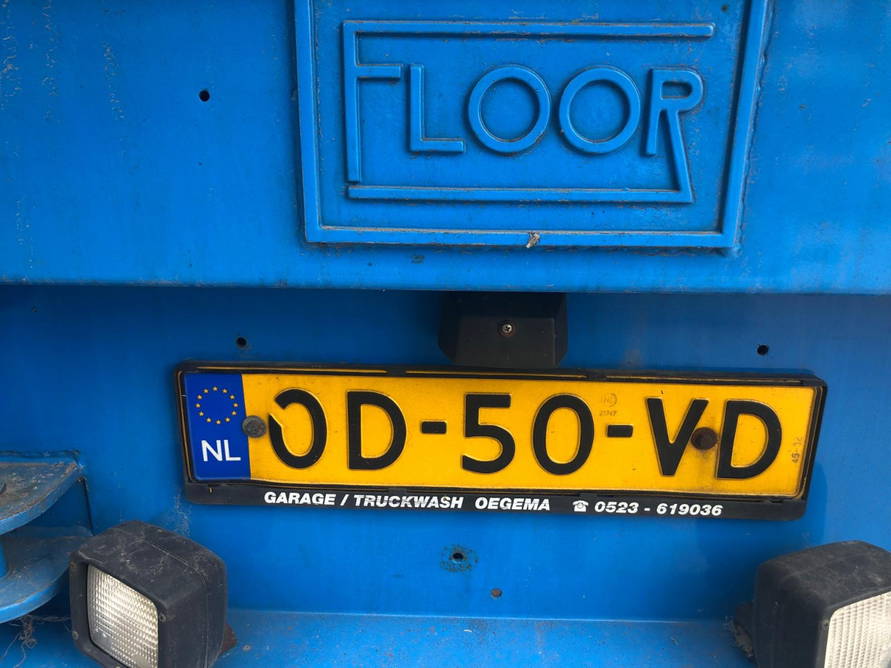 FLOOR
NL OD-50-VD
GARAGE / TRUCKWASH OEGEMA ☎ 0523 - 619036